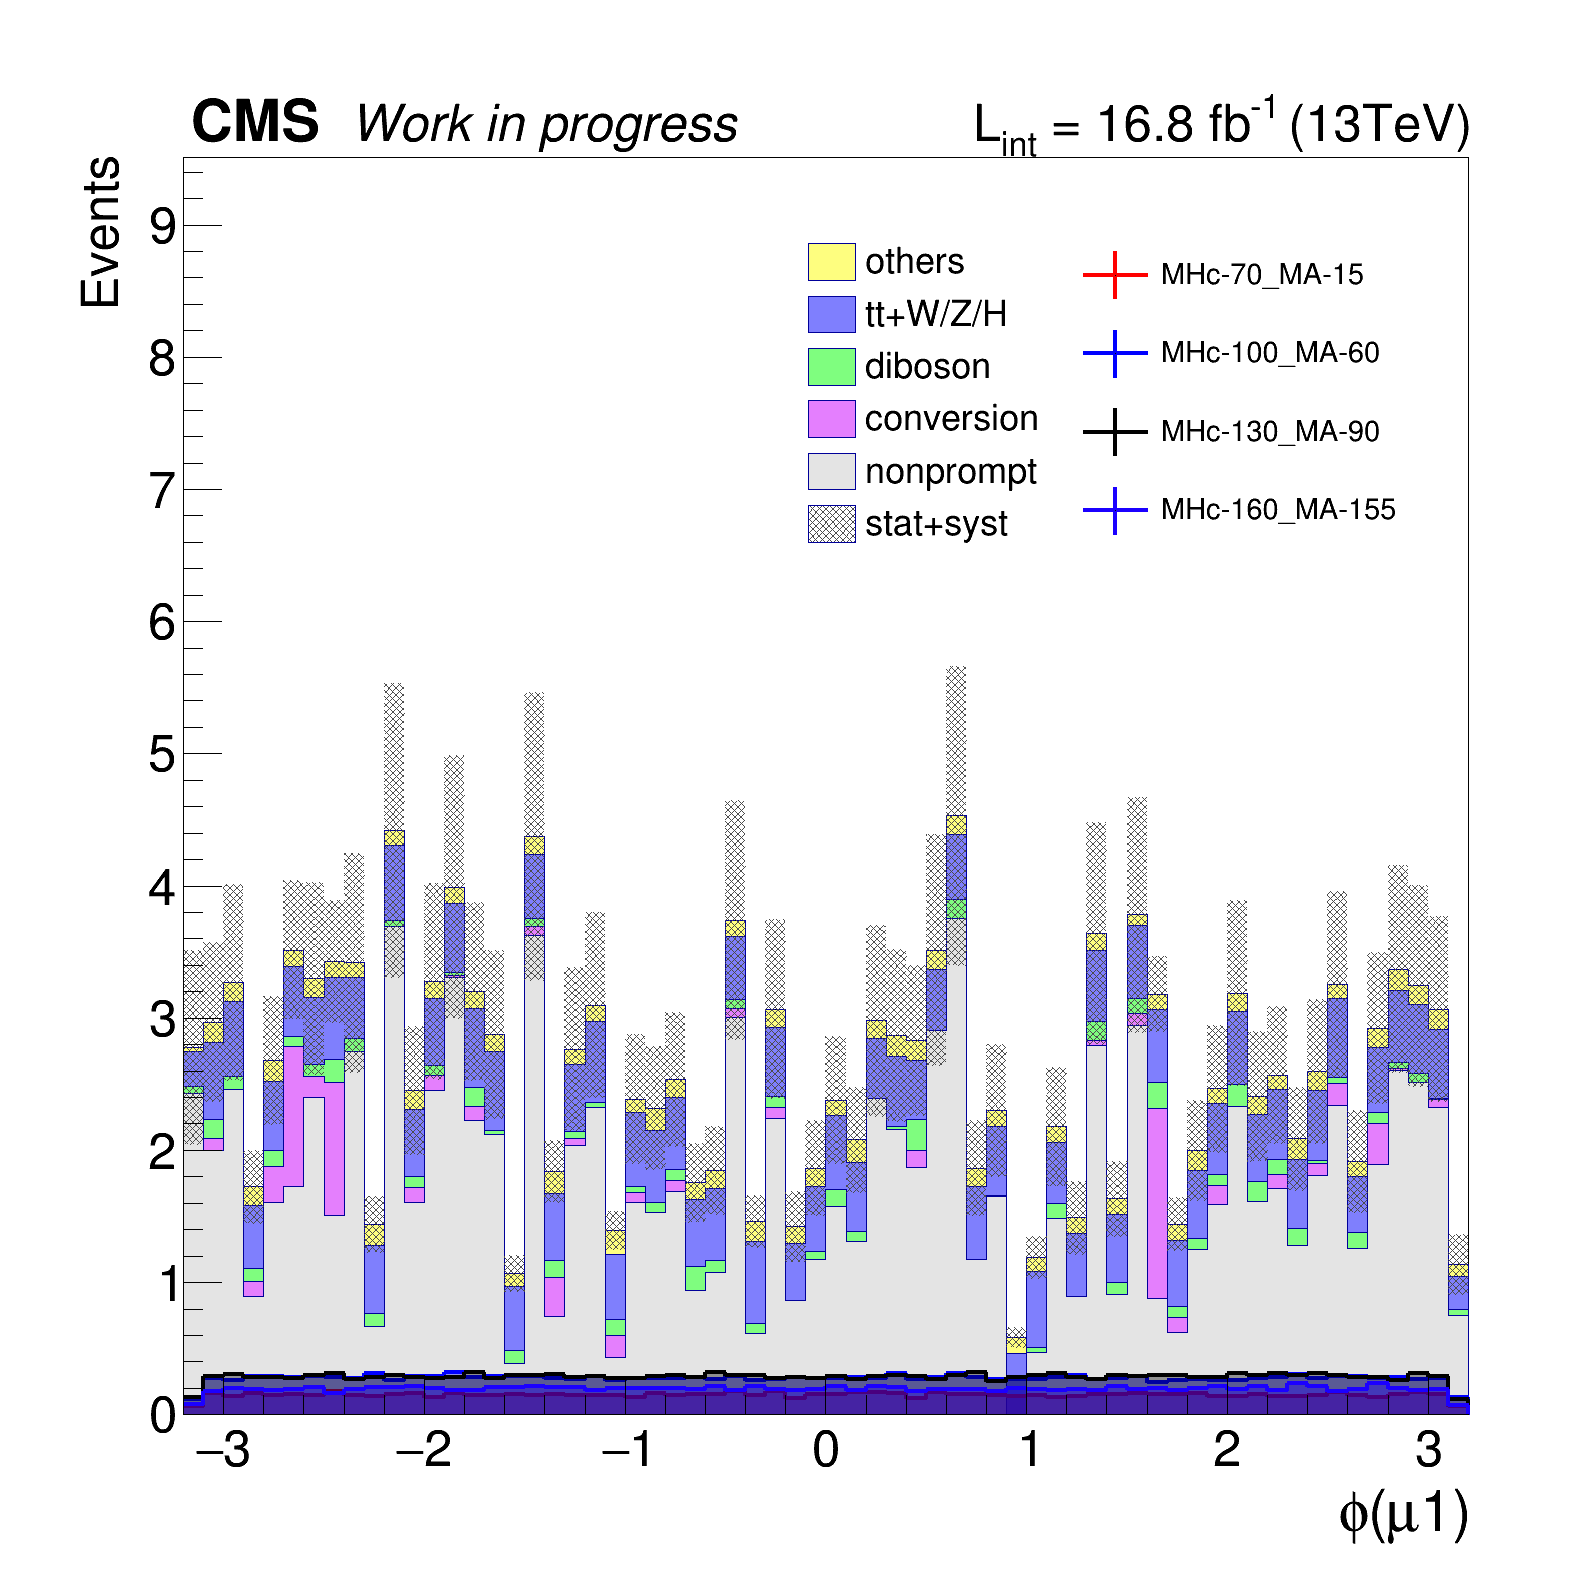 CMS Work in progress L_int = 16.8 fb^-1 (13TeV)
Events
9
8
7
6
5
4
3
2
1
0
others
tt+W/Z/H
diboson
conversion
nonprompt
stat+syst
MHc-70_MA-15
MHc-100_MA-60
MHc-130_MA-90
MHc-160_MA-155
−3 −2 −1 0 1 2 3
ϕ(μ1)